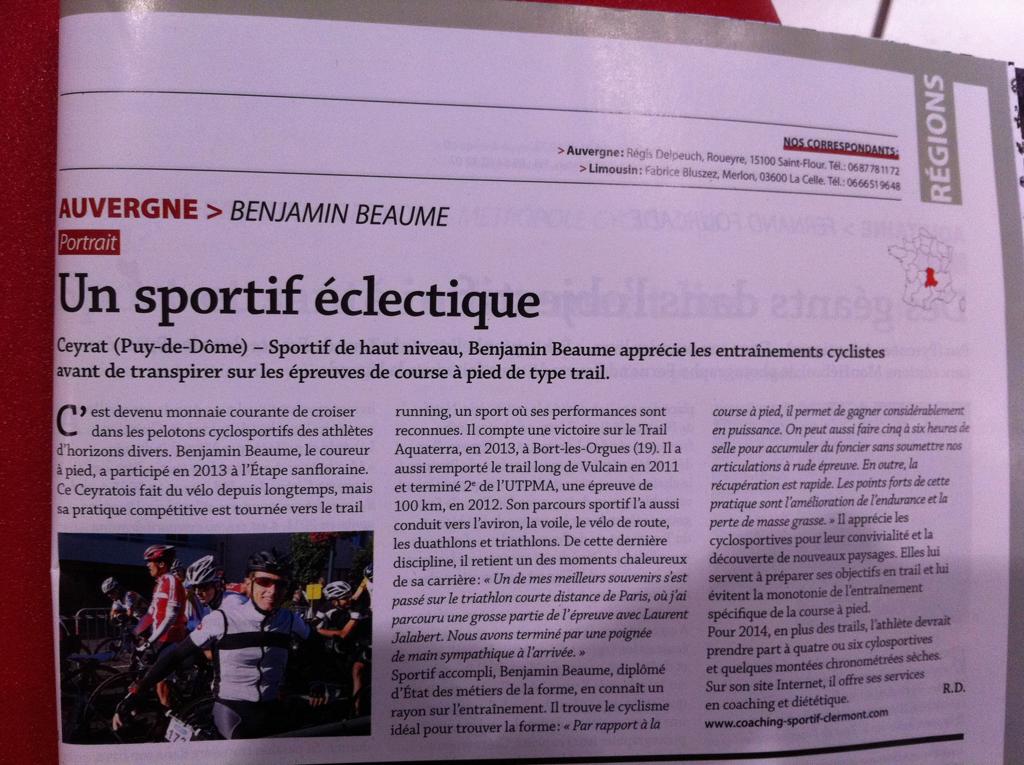 RÉGIONS
NOS CORRESPONDANTS:
> Auvergne: Régis Delpeuch, Roueyre, 15100 Saint-Flour. Tél.: 0687781172
> Limousin: Fabrice Bluszez, Merlon, 03600 La Celle. Tél.: 0666519648
AUVERGNE > BENJAMIN BEAUME
Portrait
Un sportif éclectique
Ceyrat (Puy-de-Dôme) – Sportif de haut niveau, Benjamin Beaume apprécie les entraînements cyclistes
avant de transpirer sur les épreuves de course à pied de type trail.
C'est devenu monnaie courante de croiser
dans les pelotons cyclosportifs des athlètes
d'horizons divers. Benjamin Beaume, le coureur
à pied, a participé en 2013 à l'Étape sanfloraine.
Ce Ceyratois fait du vélo depuis longtemps, mais
sa pratique compétitive est tournée vers le trail
running, un sport où ses performances sont
reconnues. Il compte une victoire sur le Trail
Aquaterra, en 2013, à Bort-les-Orgues (19). Il a
aussi remporté le trail long de Vulcain en 2011
et terminé 2e de l'UTPMA, une épreuve de
100 km, en 2012. Son parcours sportif l'a aussi
conduit vers l'aviron, la voile, le vélo de route,
les duathlons et triathlons. De cette dernière
discipline, il retient un des moments chaleureux
de sa carrière: « Un de mes meilleurs souvenirs s'est
passé sur le triathlon courte distance de Paris, où j'ai
parcouru une grosse partie de l'épreuve avec Laurent
Jalabert. Nous avons terminé par une poignée
de main sympathique à l'arrivée. »
Sportif accompli, Benjamin Beaume, diplômé
d'État des métiers de la forme, en connaît un
rayon sur l'entraînement. Il trouve le cyclisme
idéal pour trouver la forme: « Par rapport à la
course à pied, il permet de gagner considérablement
en puissance. On peut aussi faire cinq à six heures de
selle pour accumuler du foncier sans soumettre nos
articulations à rude épreuve. En outre, la
récupération est rapide. Les points forts de cette
pratique sont l'amélioration de l'endurance et la
perte de masse grasse. » Il apprécie les
cyclosportives pour leur convivialité et la
découverte de nouveaux paysages. Elles lui
servent à préparer ses objectifs en trail et lui
évitent la monotonie de l'entraînement
spécifique de la course à pied.
Pour 2014, en plus des trails, l'athlète devrait
prendre part à quatre ou six cylosportives
et quelques montées chronométrées sèches.
Sur son site Internet, il offre ses services
en coaching et diététique.
R.D.
www.coaching-sportif-clermont.com